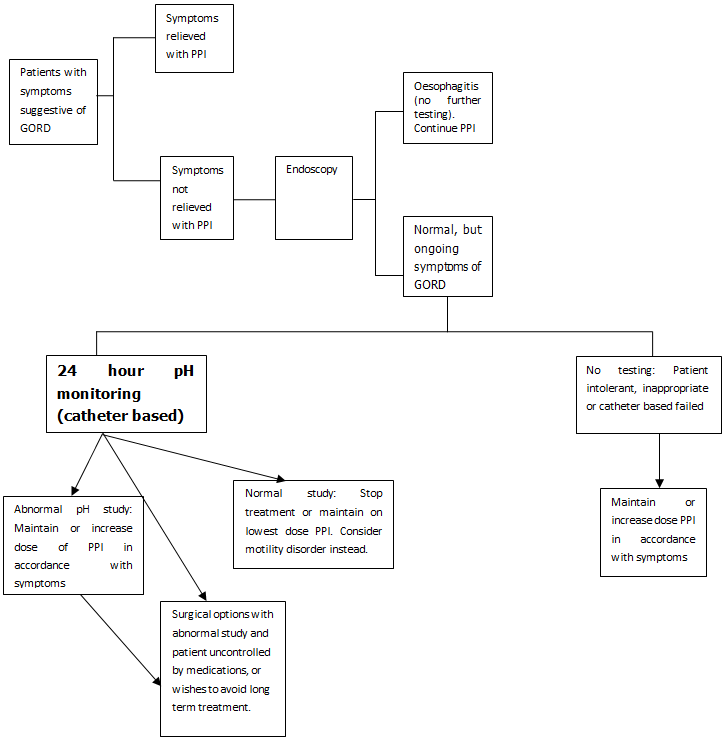 Symptoms
relieved
with PPI
Patients with
symptoms
suggestive of
GORD
Symptoms
not
relieved
with PPI
Endoscopy
Oesophagitis
(no further
testing).
Continue PPI
Normal, but
ongoing
symptoms of
GORD
24 hour pH
monitoring
(catheter based)
No testing: Patient
intolerant, inappropriate
or catheter based failed
Abnormal pH study:
Maintain or increase
dose of PPI in
accordance with
symptoms
Normal study: Stop
treatment or maintain on
lowest dose PPI. Consider
motility disorder instead.
Maintain or
increase dose PPI
in accordance
with symptoms
Surgical options with
abnormal study and
patient uncontrolled
by medications, or
wishes to avoid long
term treatment.